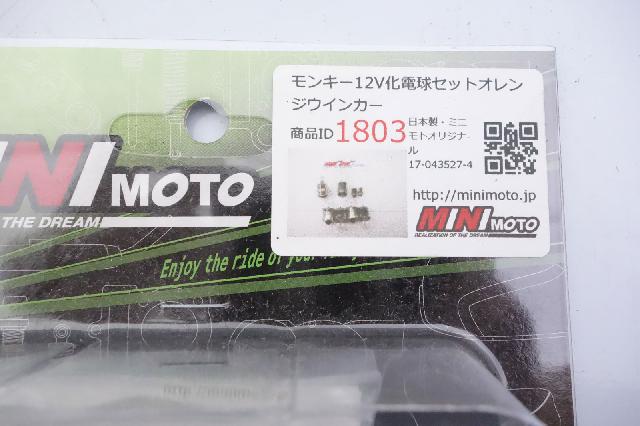 モンキー12V化電球セットオレン
ジウインカー
商品ID 1803
日本製・ミニ
モトオリジナ
ル
17-043527-4
http://minimoto.jp
MINI MOTO
REALIZATION OF THE DREAM
INI MOTO
OF THE DREAM
Enjoy the ride of